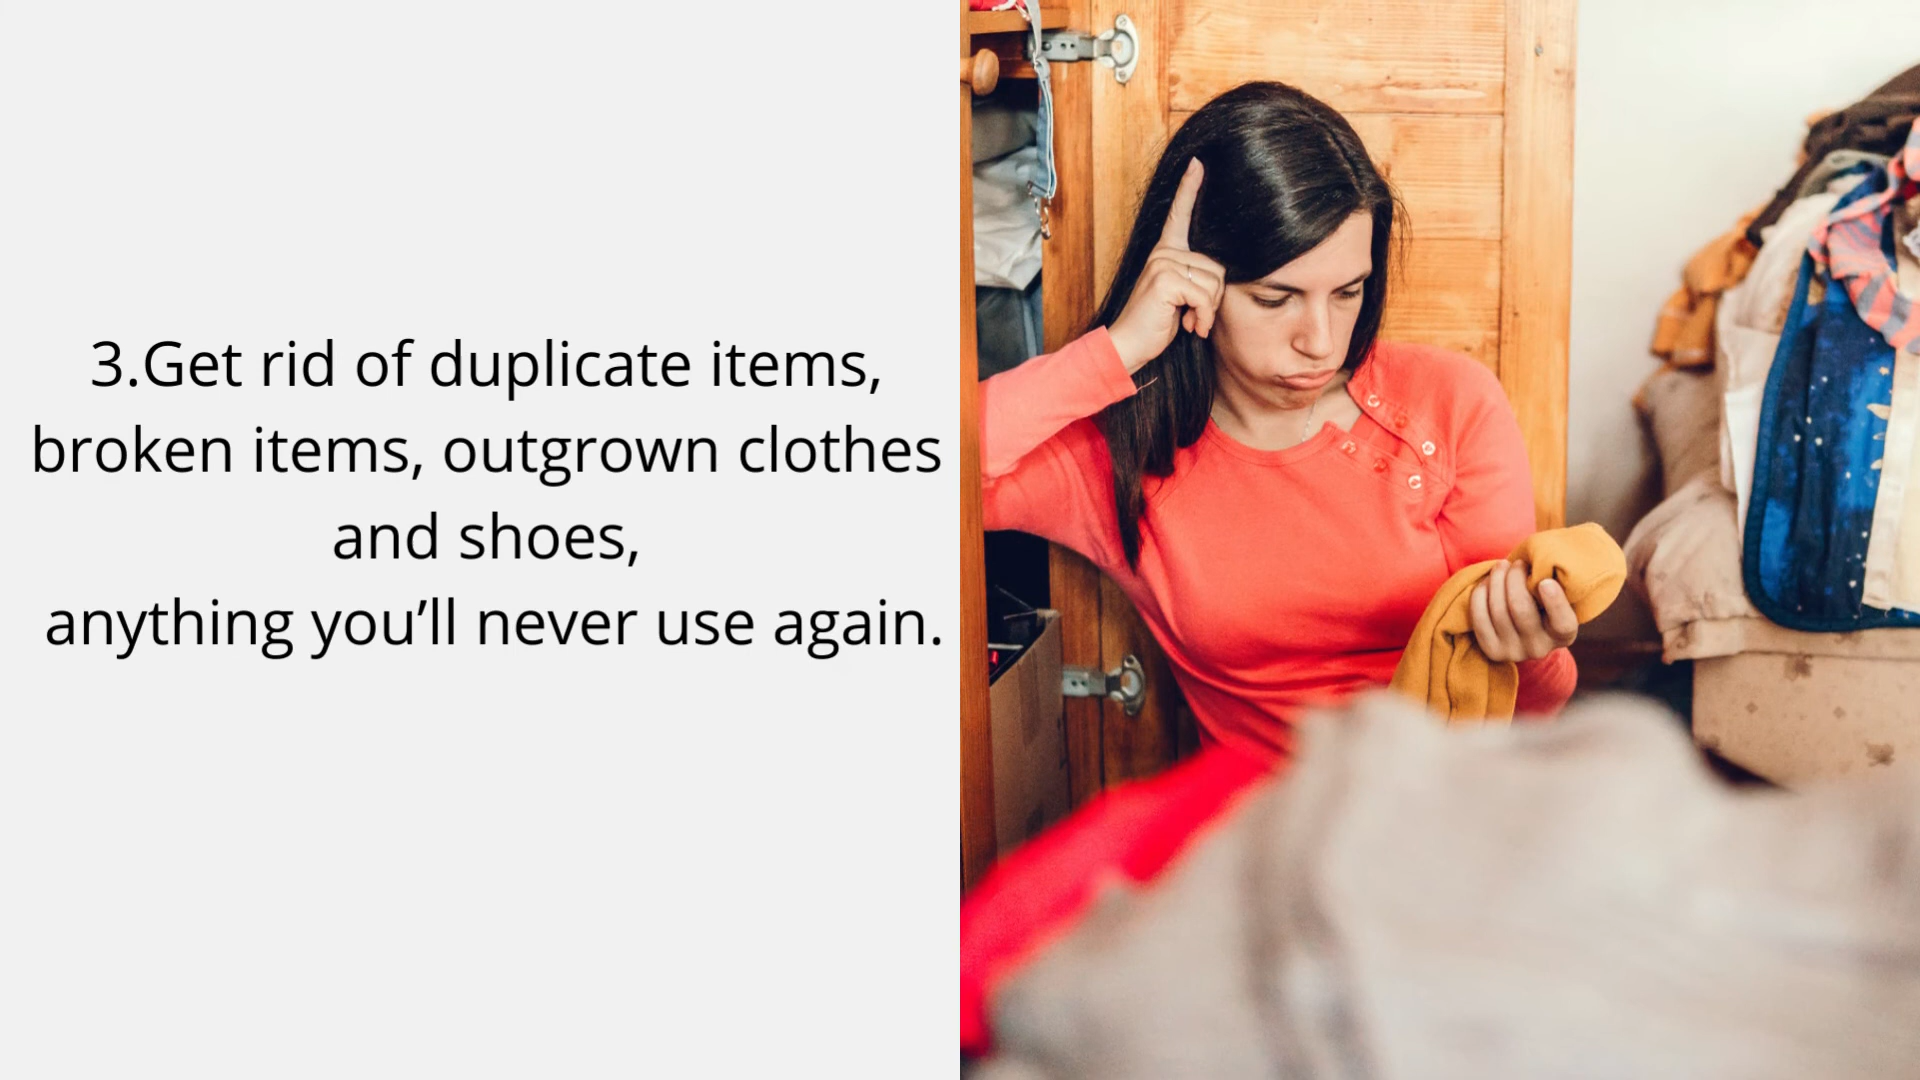 3.Get rid of duplicate items,
broken items, outgrown clothes
and shoes,
anything you’ll never use again.